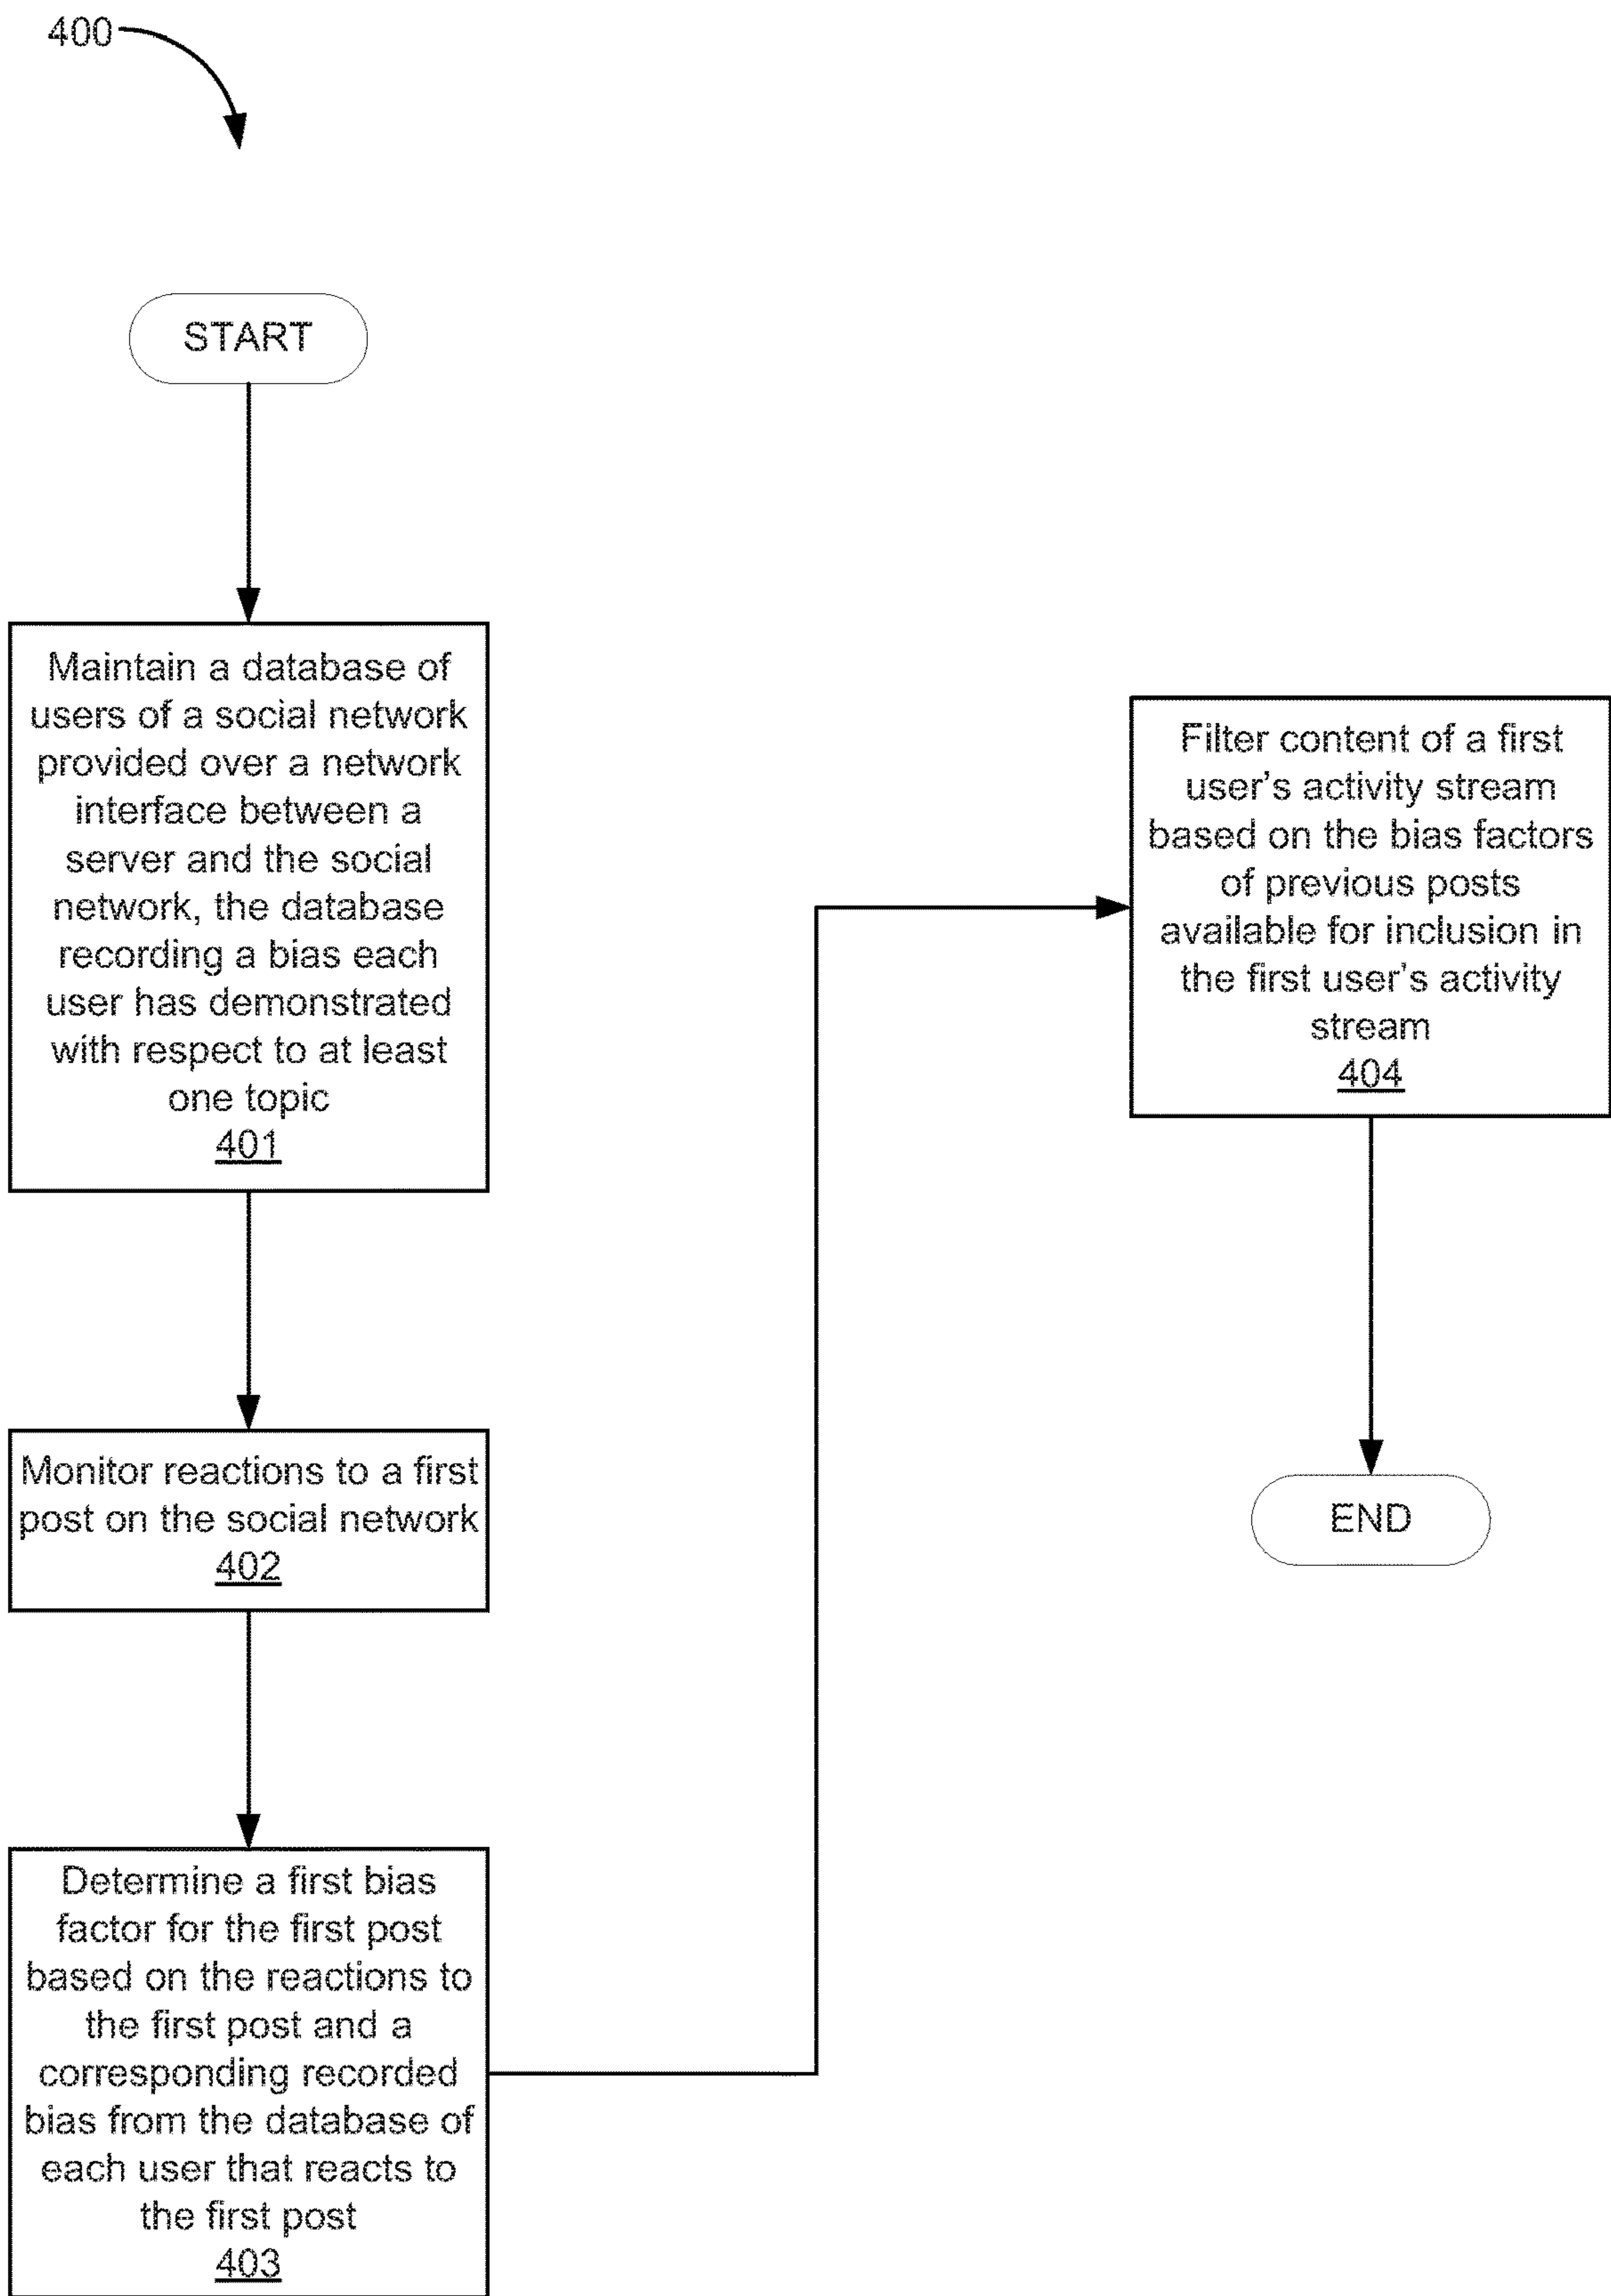 400
START
Maintain a database of
users of a social network
provided over a network
interface between a
server and the social
network, the database
recording a bias each
user has demonstrated
with respect to at least
one topic
401
Monitor reactions to a first
post on the social network
402
Determine a first bias
factor for the first post
based on the reactions to
the first post and a
corresponding recorded
bias from the database of
each user that reacts to
the first post
403
Filter content of a first
user's activity stream
based on the bias factors
of previous posts
available for inclusion in
the first user's activity
stream
404
END